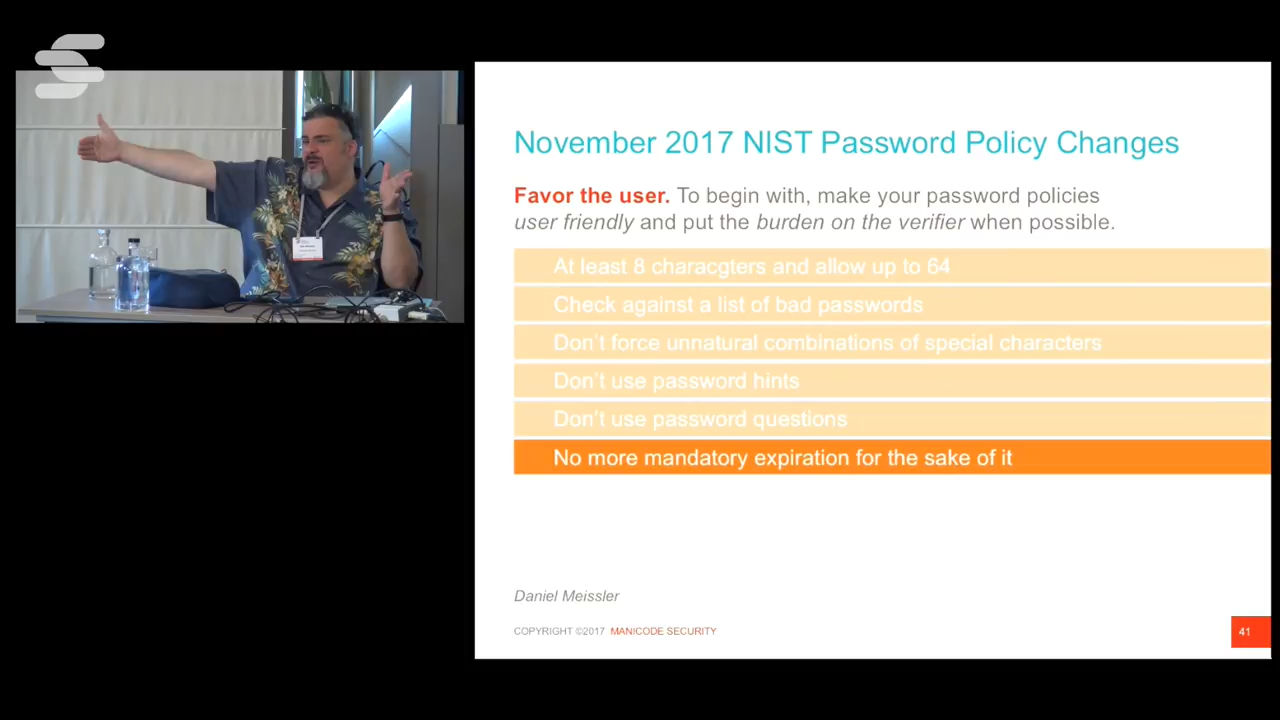 November 2017 NIST Password Policy Changes
Favor the user. To begin with, make your password policies
user friendly and put the burden on the verifier when possible.
At least 8 characgters and allow up to 64
Check against a list of bad passwords
Don't force unnatural combinations of special characters
Don't use password hints
Don't use password questions
No more mandatory expiration for the sake of it
Daniel Meissler
COPYRIGHT ©2017 MANICODE SECURITY
41